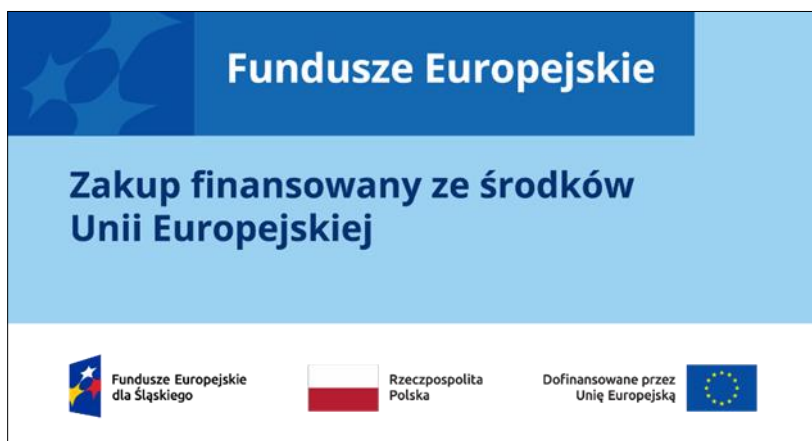 Fundusze Europejskie
Zakup finansowany ze środków
Unii Europejskiej
Fundusze Europejskie
dla Śląskiego
Rzeczpospolita
Polska
Dofinansowane przez
Unię Europejską